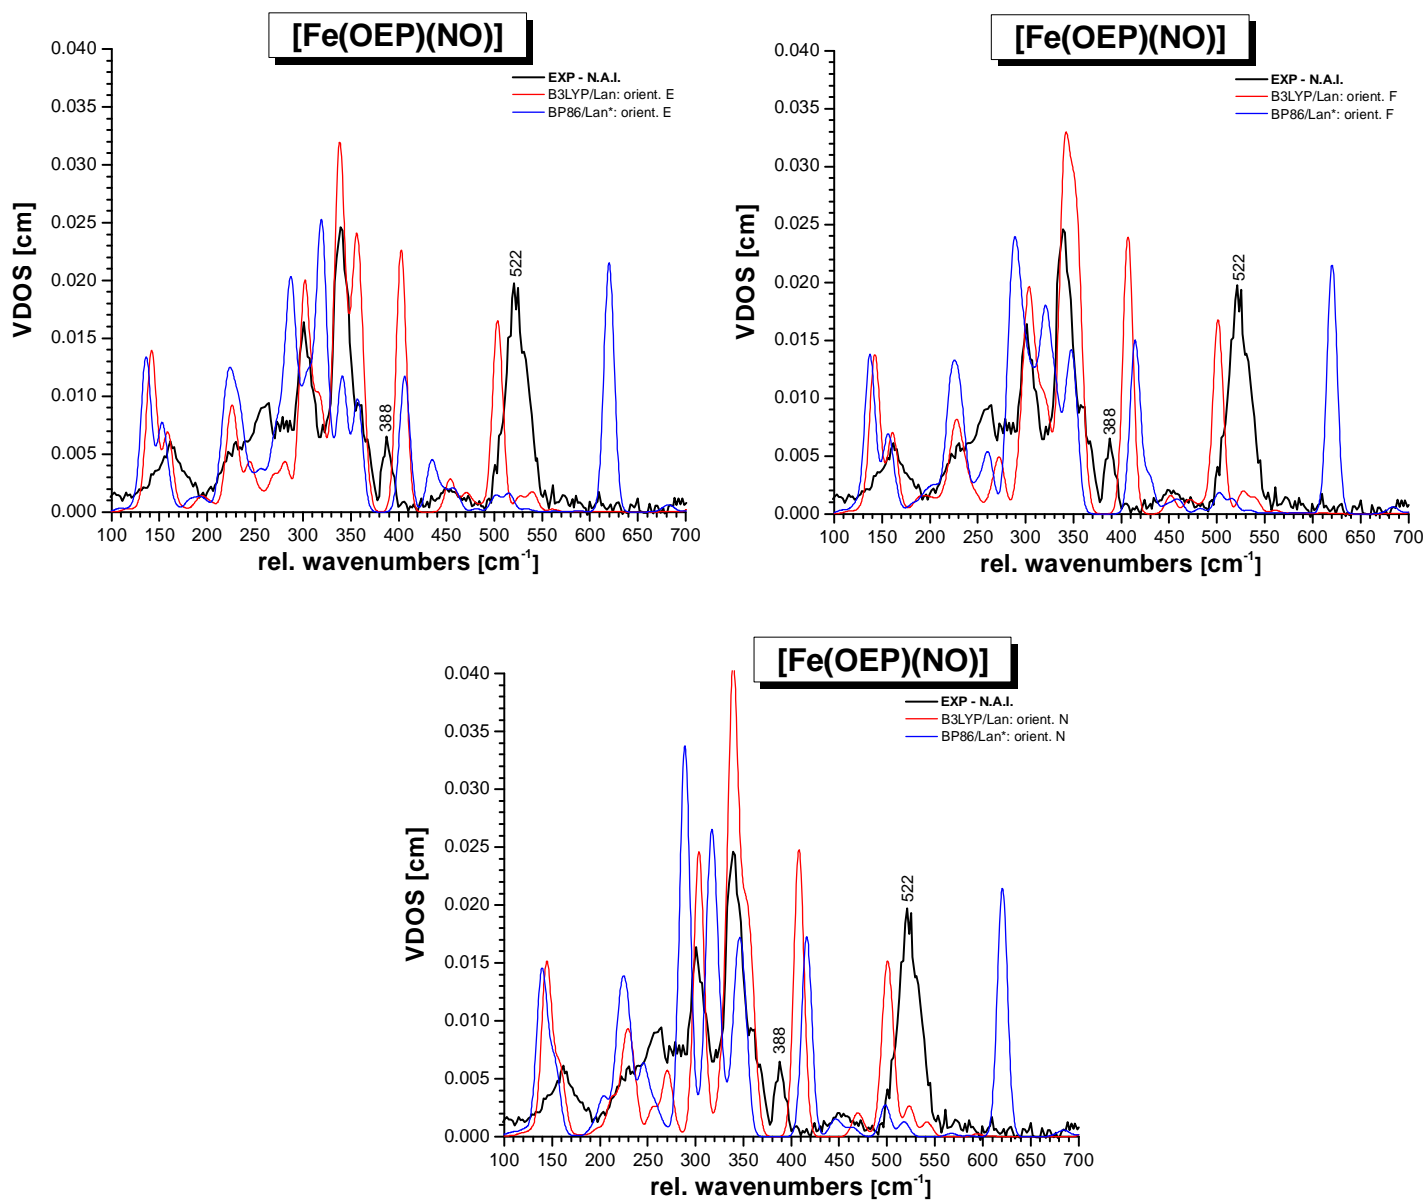 [Fe(OEP)(NO)]
EXP - N.A.I.
B3LYP/Lan: orient. E
BP86/Lan*: orient. E
0.040
0.035
0.030
0.025
0.020
0.015
0.010
0.005
0.000
VDOS [cm]
522
388
100 150 200 250 300 350 400 450 500 550 600 650 700
rel. wavenumbers [cm-1]
[Fe(OEP)(NO)]
EXP - N.A.I.
B3LYP/Lan: orient. F
BP86/Lan*: orient. F
0.040
0.035
0.030
0.025
0.020
0.015
0.010
0.005
0.000
VDOS [cm]
522
388
100 150 200 250 300 350 400 450 500 550 600 650 700
rel. wavenumbers [cm-1]
[Fe(OEP)(NO)]
EXP - N.A.I.
B3LYP/Lan: orient. N
BP86/Lan*: orient. N
0.040
0.035
0.030
0.025
0.020
0.015
0.010
0.005
0.000
VDOS [cm]
522
388
100 150 200 250 300 350 400 450 500 550 600 650 700
rel. wavenumbers [cm-1]